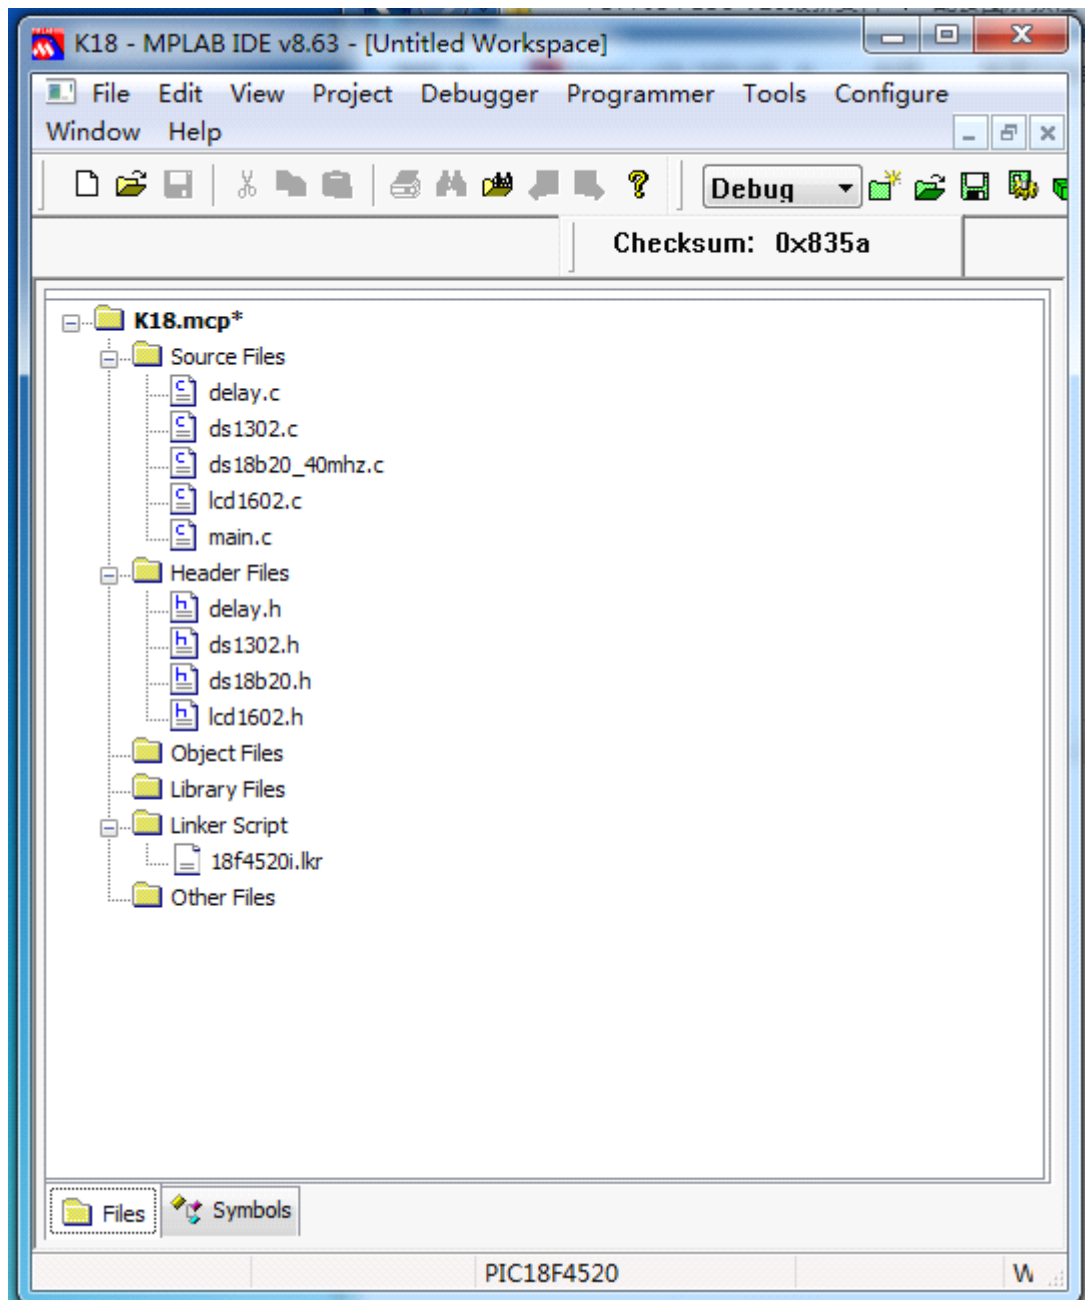 K18 - MPLAB IDE v8.63 - [Untitled Workspace]
File Edit View Project Debugger Programmer Tools Configure
Window Help
Debug
Checksum: 0x835a
K18.mcp*
Source Files
delay.c
ds1302.c
ds18b20_40mhz.c
lcd1602.c
main.c
Header Files
delay.h
ds1302.h
ds18b20.h
lcd1602.h
Object Files
Library Files
Linker Script
18f4520i.lkr
Other Files
Files Symbols
PIC18F4520 W